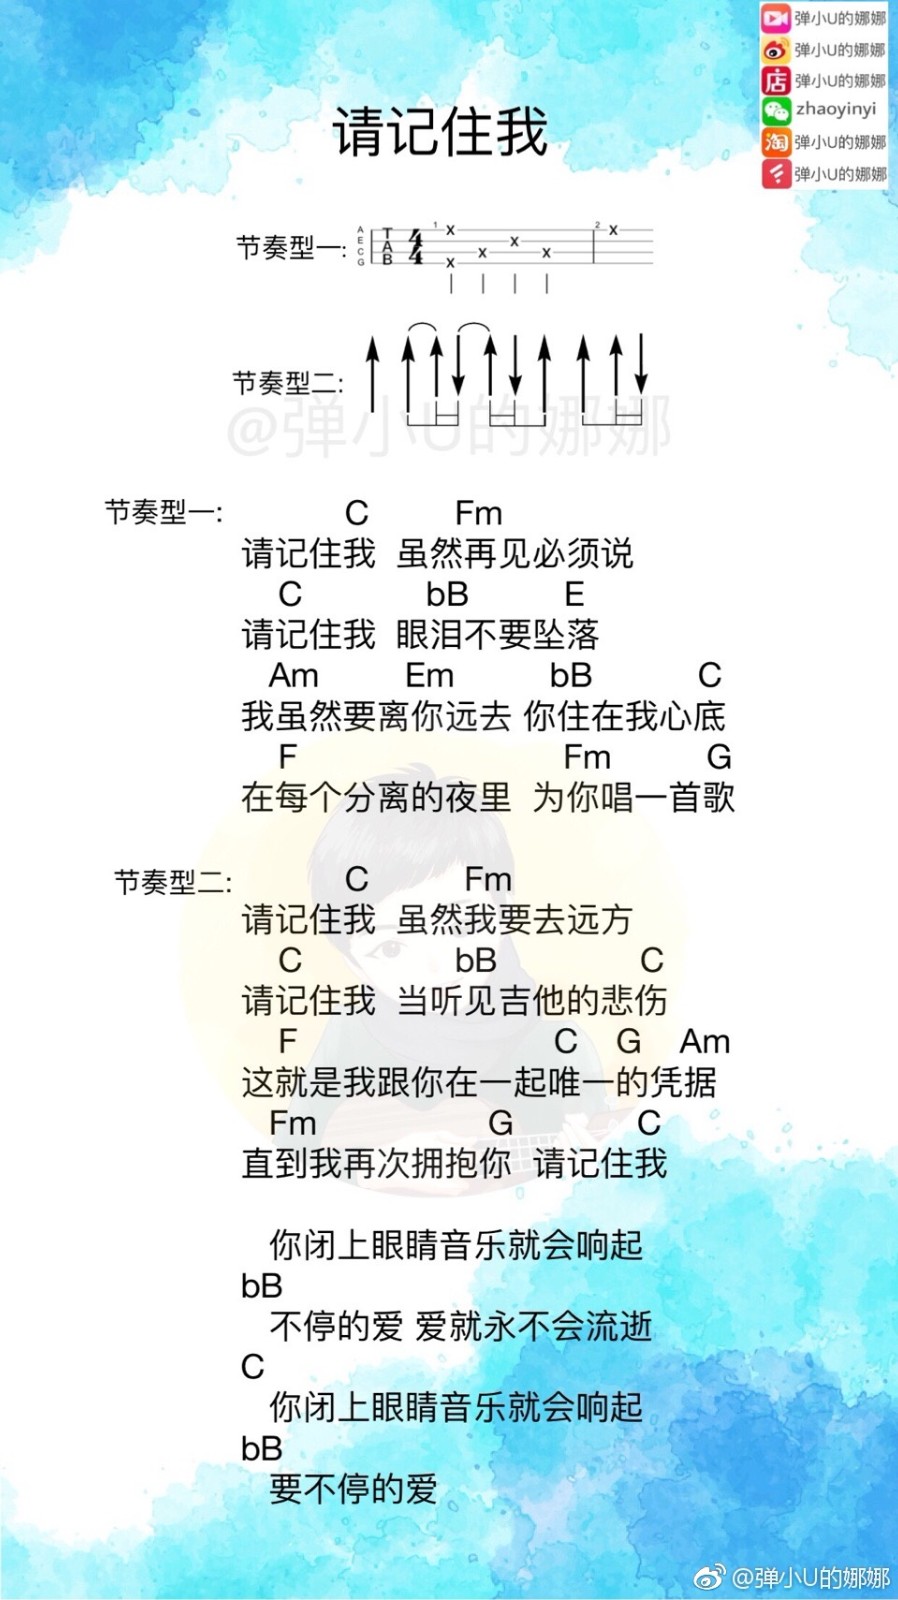 弹小U的娜娜
弹小U的娜娜
店 弹小U的娜娜
zhaoyinyi
淘 弹小U的娜娜
弹小U的娜娜
请记住我
节奏型一:
A
E
C
G
T
A
B
4
4
1
2
节奏型二:
@弹小U的娜娜
节奏型一: C Fm
请记住我 虽然再见必须说
C bB E
请记住我 眼泪不要坠落
Am Em bB C
我虽然要离你远去 你住在我心底
F Fm G
在每个分离的夜里 为你唱一首歌
节奏型二: C Fm
请记住我 虽然我要去远方
C bB C
请记住我 当听见吉他的悲伤
F C G Am
这就是我跟你在一起唯一的凭据
Fm G C
直到我再次拥抱你 请记住我
你闭上眼睛音乐就会响起
bB
不停的爱 爱就永不会流逝
C
你闭上眼睛音乐就会响起
bB
要不停的爱
@弹小U的娜娜